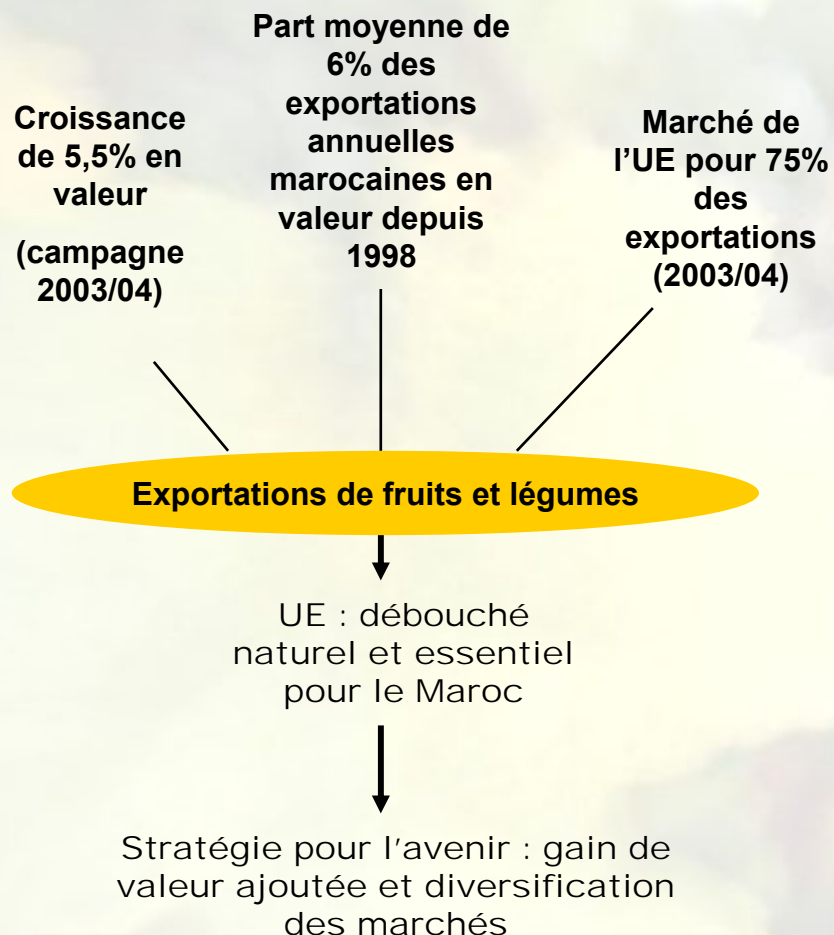 Part moyenne de
6% des
exportations
annuelles
marocaines en
valeur depuis
1998
Croissance
de 5,5% en
valeur
(campagne
2003/04)
Marché de
l’UE pour 75%
des
exportations
(2003/04)
Exportations de fruits et légumes
UE : débouché
naturel et essentiel
pour le Maroc
Stratégie pour l’avenir : gain de
valeur ajoutée et diversification
des marchés